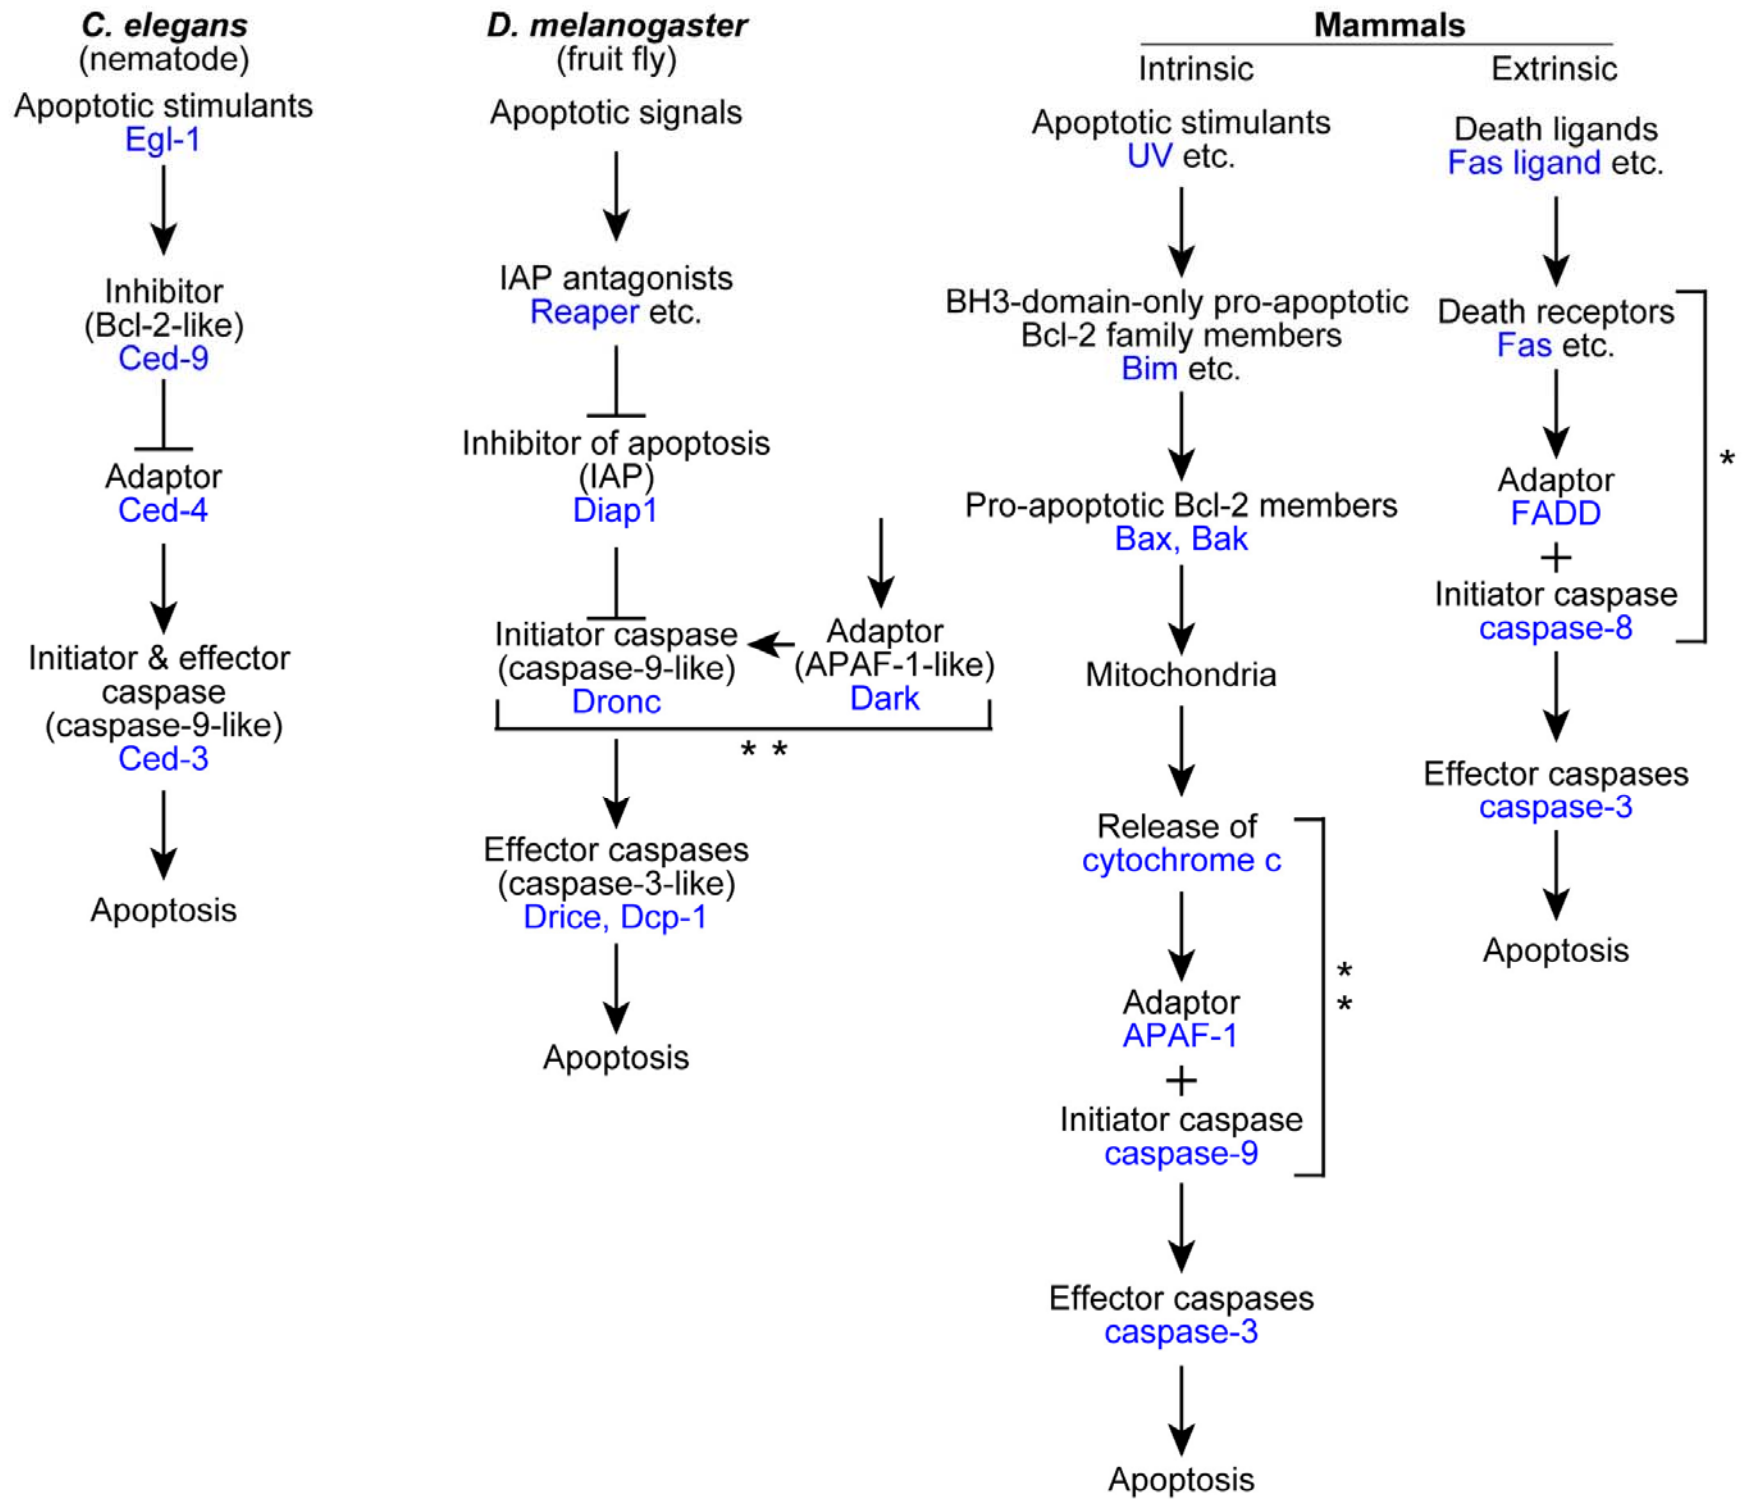 C. elegans
(nematode)
Apoptotic stimulants
Egl-1
Inhibitor
(Bcl-2-like)
Ced-9
Adaptor
Ced-4
Initiator & effector
caspase
(caspase-9-like)
Ced-3
Apoptosis
D. melanogaster
(fruit fly)
Apoptotic signals
IAP antagonists
Reaper etc.
Inhibitor of apoptosis
(IAP)
Diap1
Initiator caspase
(caspase-9-like)
Dronc
Adaptor
(APAF-1-like)
Dark
* *
Effector caspases
(caspase-3-like)
Drice, Dcp-1
Apoptosis
Mammals
Intrinsic
Apoptotic stimulants
UV etc.
BH3-domain-only pro-apoptotic
Bcl-2 family members
Bim etc.
Pro-apoptotic Bcl-2 members
Bax, Bak
Mitochondria
Release of
cytochrome c
Adaptor
APAF-1
+
Initiator caspase
caspase-9
*
*
Effector caspases
caspase-3
Apoptosis
Extrinsic
Death ligands
Fas ligand etc.
Death receptors
Fas etc.
Adaptor
FADD
+
Initiator caspase
caspase-8
*
Effector caspases
caspase-3
Apoptosis